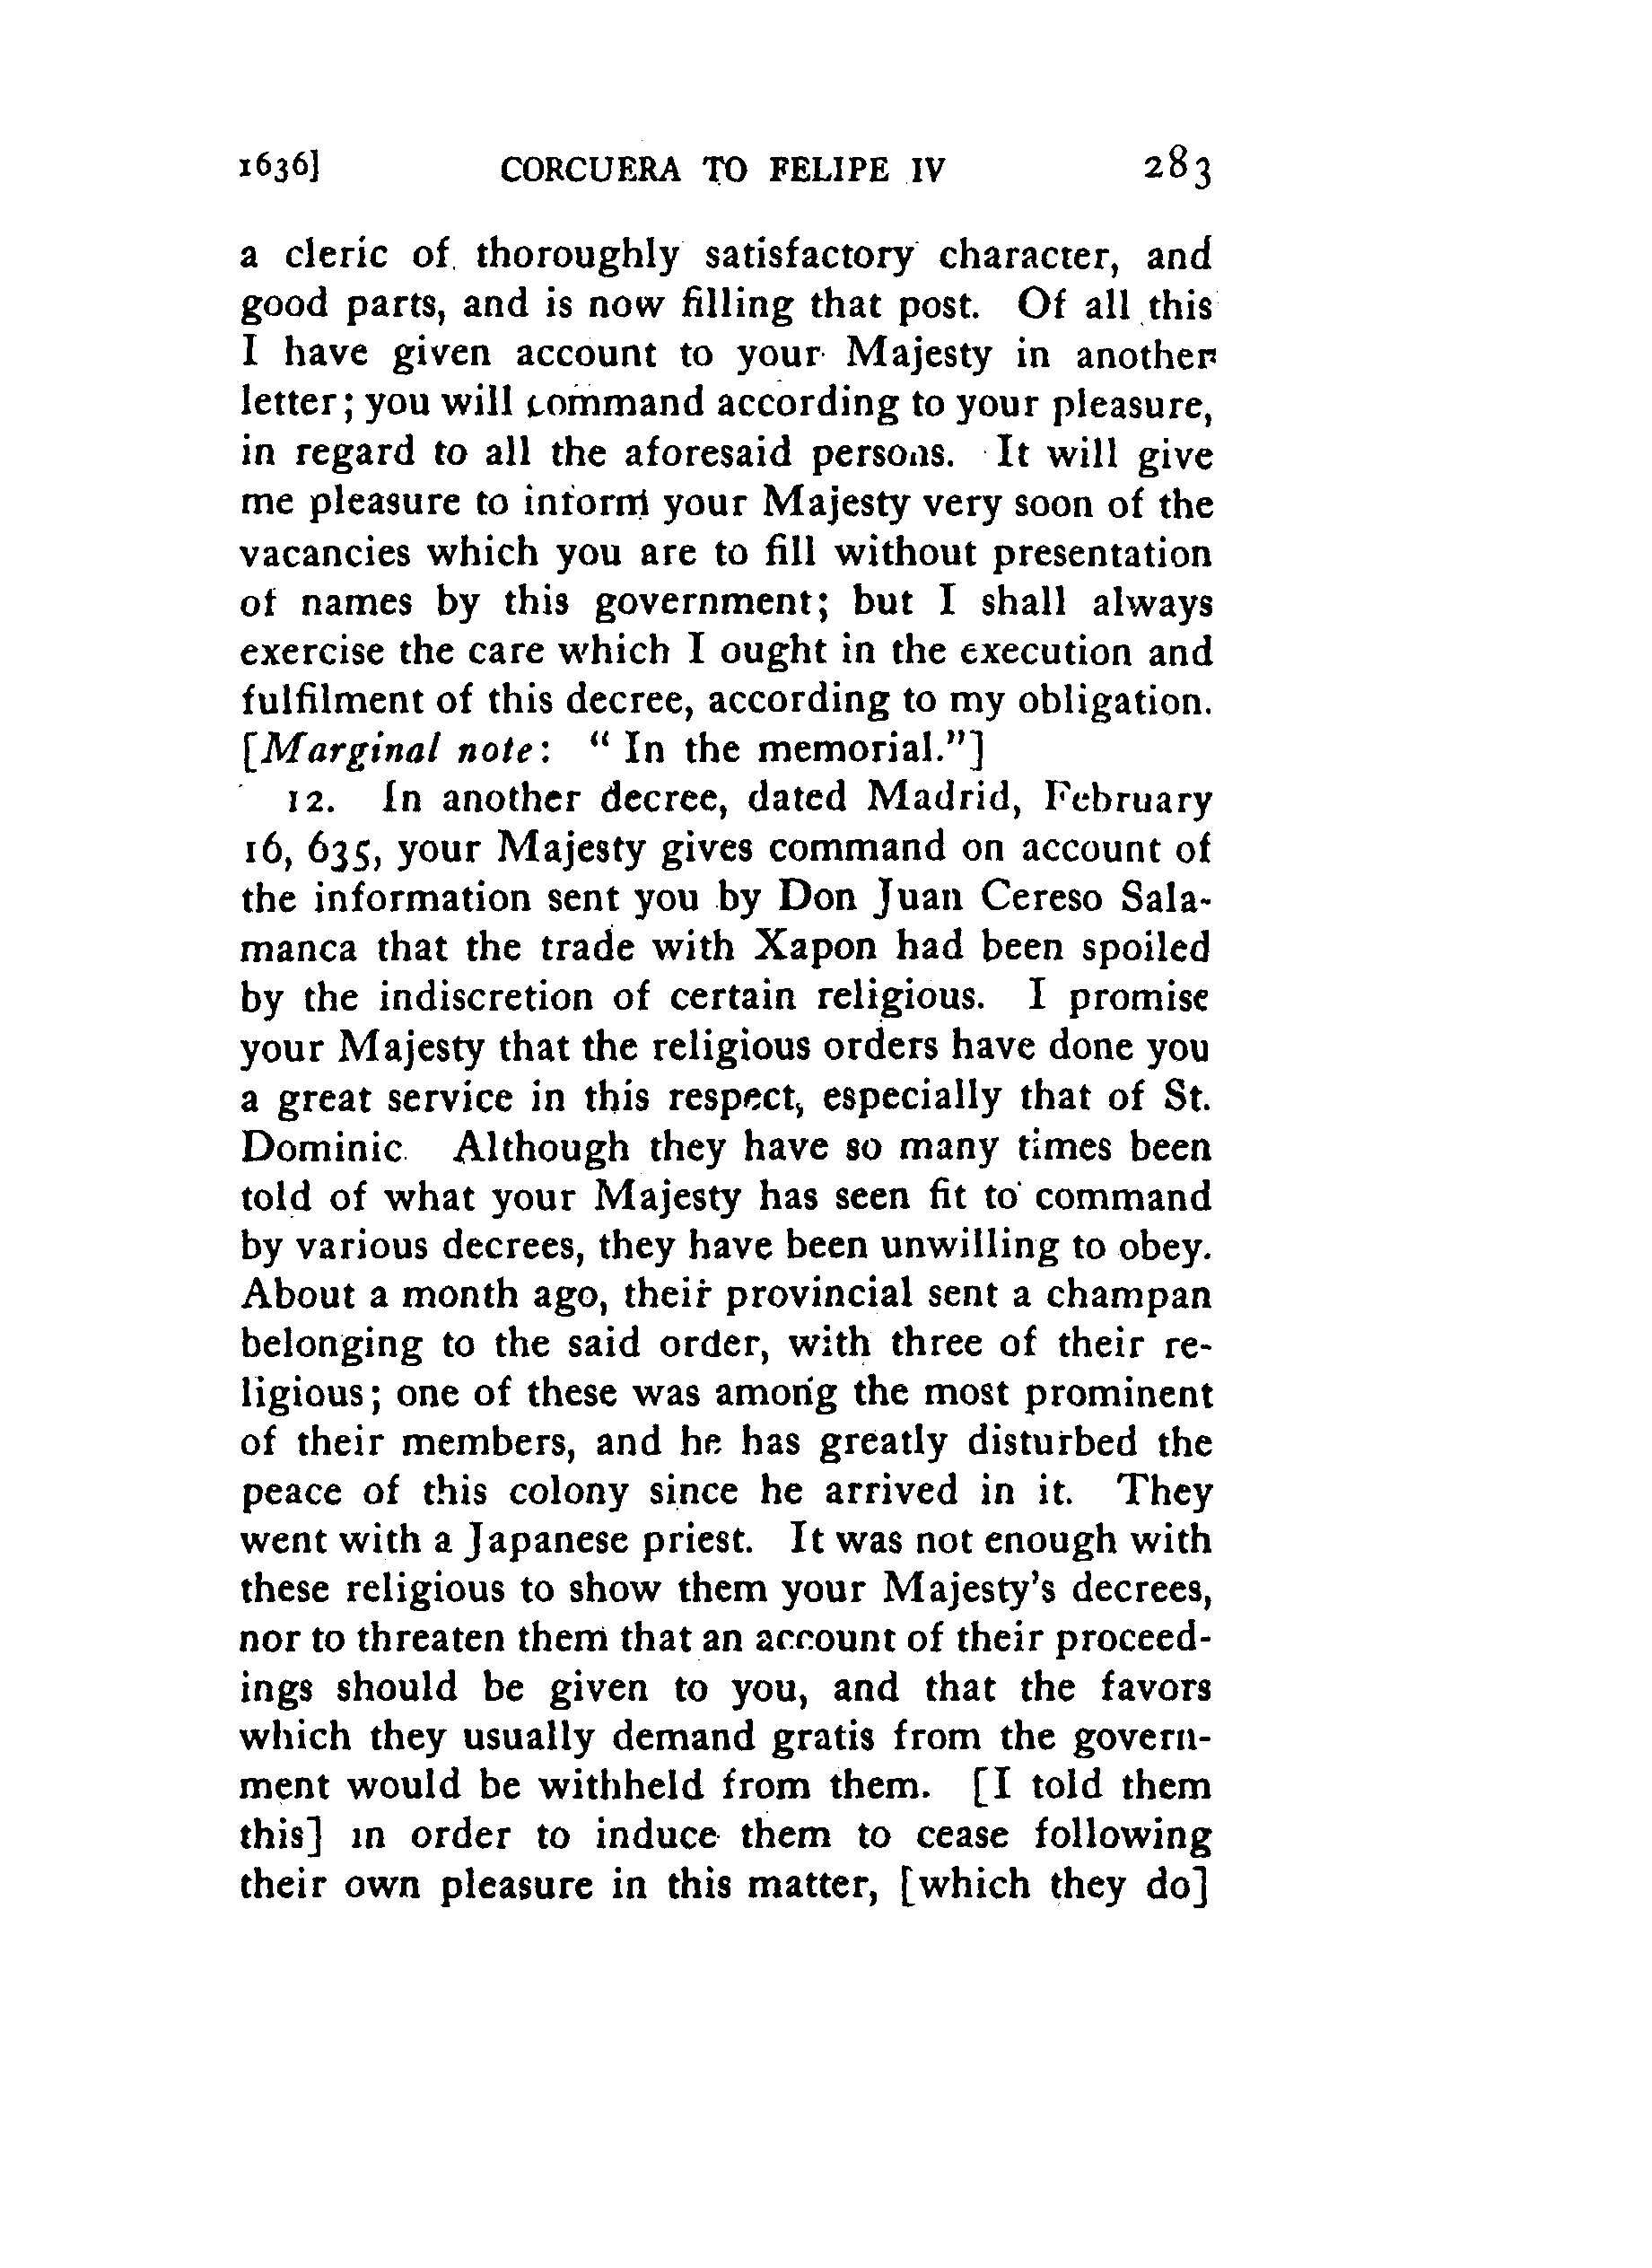 1636] CORCUERA TO FELIPE IV 283
a cleric of thoroughly satisfactory character, and
good parts, and is now filling that post. Of all this
I have given account to your Majesty in another
letter; you will command according to your pleasure,
in regard to all the aforesaid persons. It will give
me pleasure to inform your Majesty very soon of the
vacancies which you are to fill without presentation
of names by this government; but I shall always
exercise the care which I ought in the execution and
fulfilment of this decree, according to my obligation.
[Marginal note: "In the memorial."]
12. In another decree, dated Madrid, February
16, 635, your Majesty gives command on account of
the information sent you by Don Juan Cereso Sala-
manca that the trade with Xapon had been spoiled
by the indiscretion of certain religious. I promise
your Majesty that the religious orders have done you
a great service in this respect, especially that of St.
Dominic. Although they have so many times been
told of what your Majesty has seen fit to command
by various decrees, they have been unwilling to obey.
About a month ago, their provincial sent a champan
belonging to the said order, with three of their re-
ligious; one of these was among the most prominent
of their members, and he has greatly disturbed the
peace of this colony since he arrived in it. They
went with a Japanese priest. It was not enough with
these religious to show them your Majesty's decrees,
nor to threaten them that an account of their proceed-
ings should be given to you, and that the favors
which they usually demand gratis from the govern-
ment would be withheld from them. [I told them
this] in order to induce them to cease following
their own pleasure in this matter, [which they do]